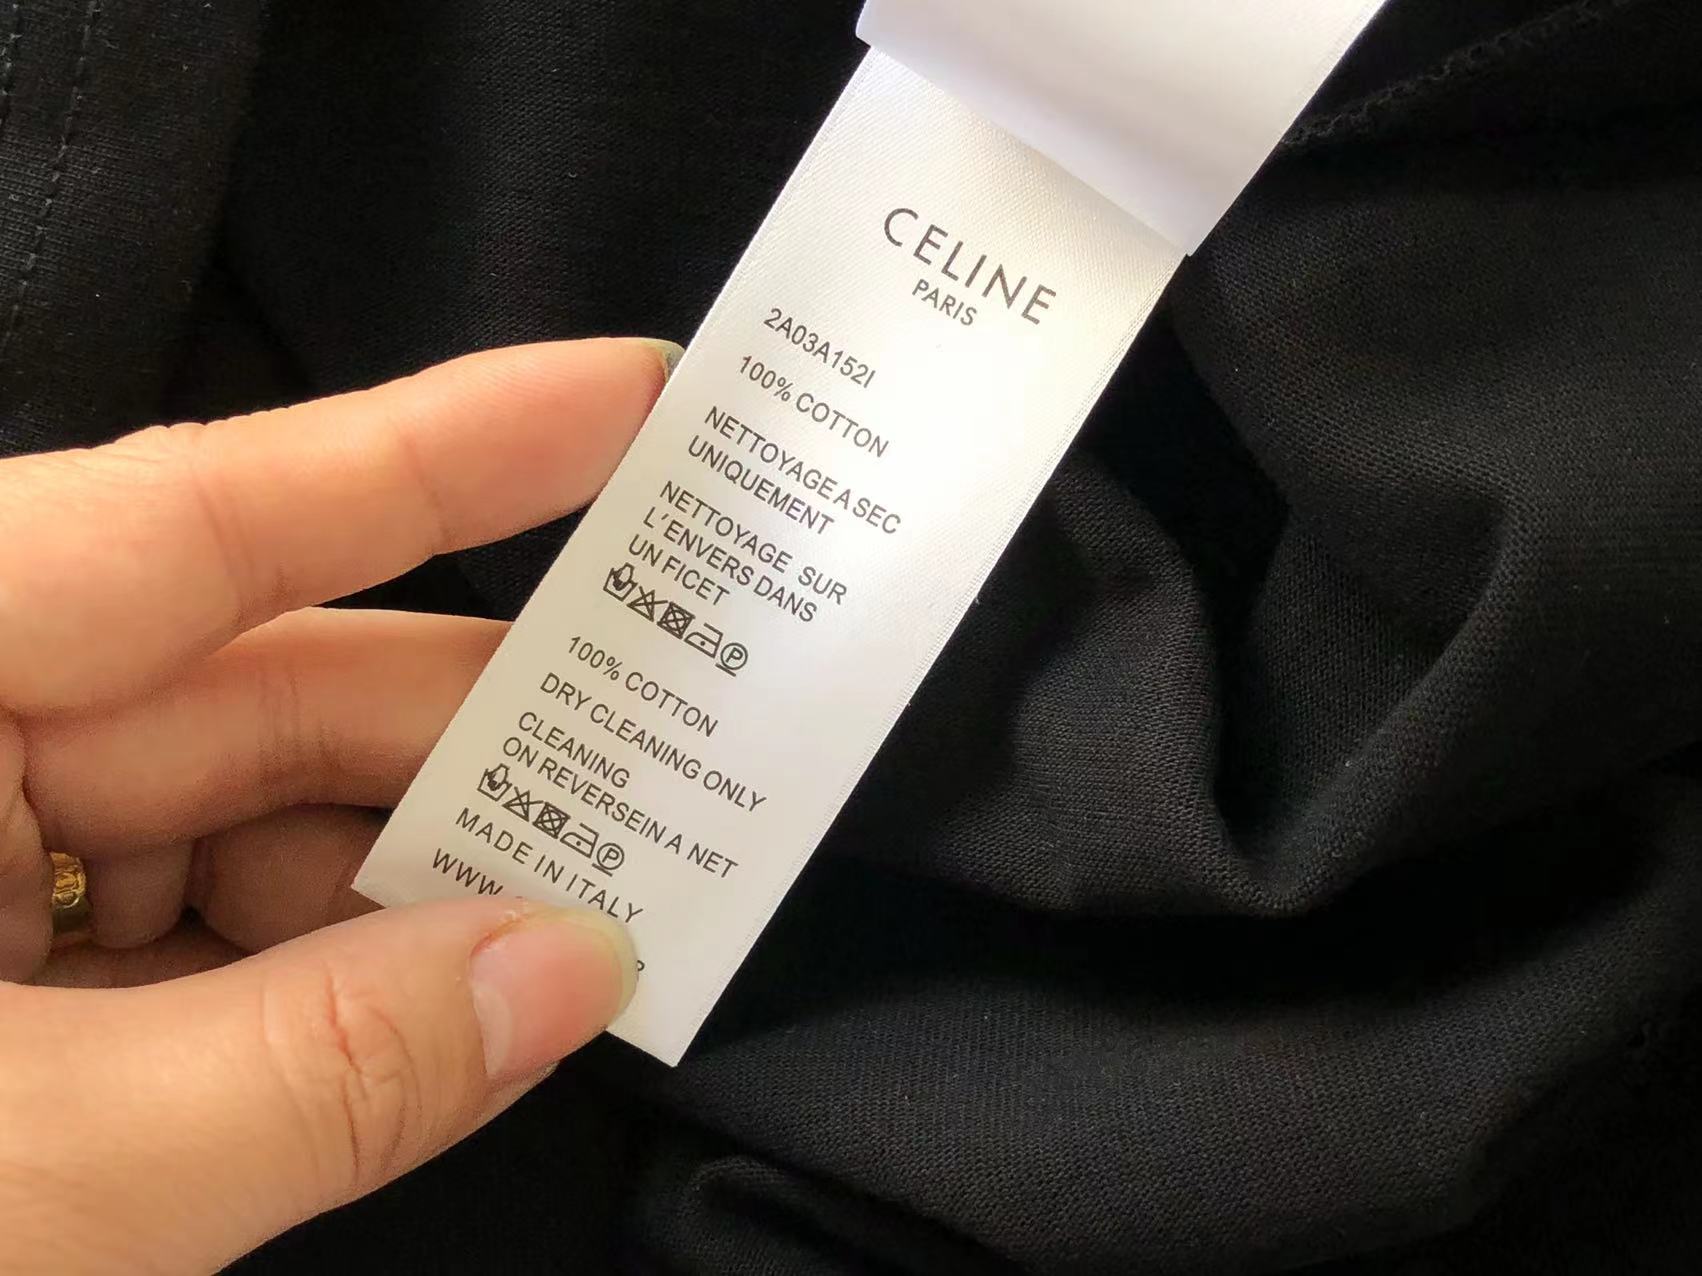 CELINE
PARIS
2A03A152I
100% COTTON
NETTOYAGE A SEC
UNIQUEMENT
NETTOYAGE SUR
L'ENVERS DANS
UN FICET
P
100% COTTON
DRY CLEANING ONLY
CLEANING
ON REVERSEIN A NET
P
MADE IN ITALY
WWW.